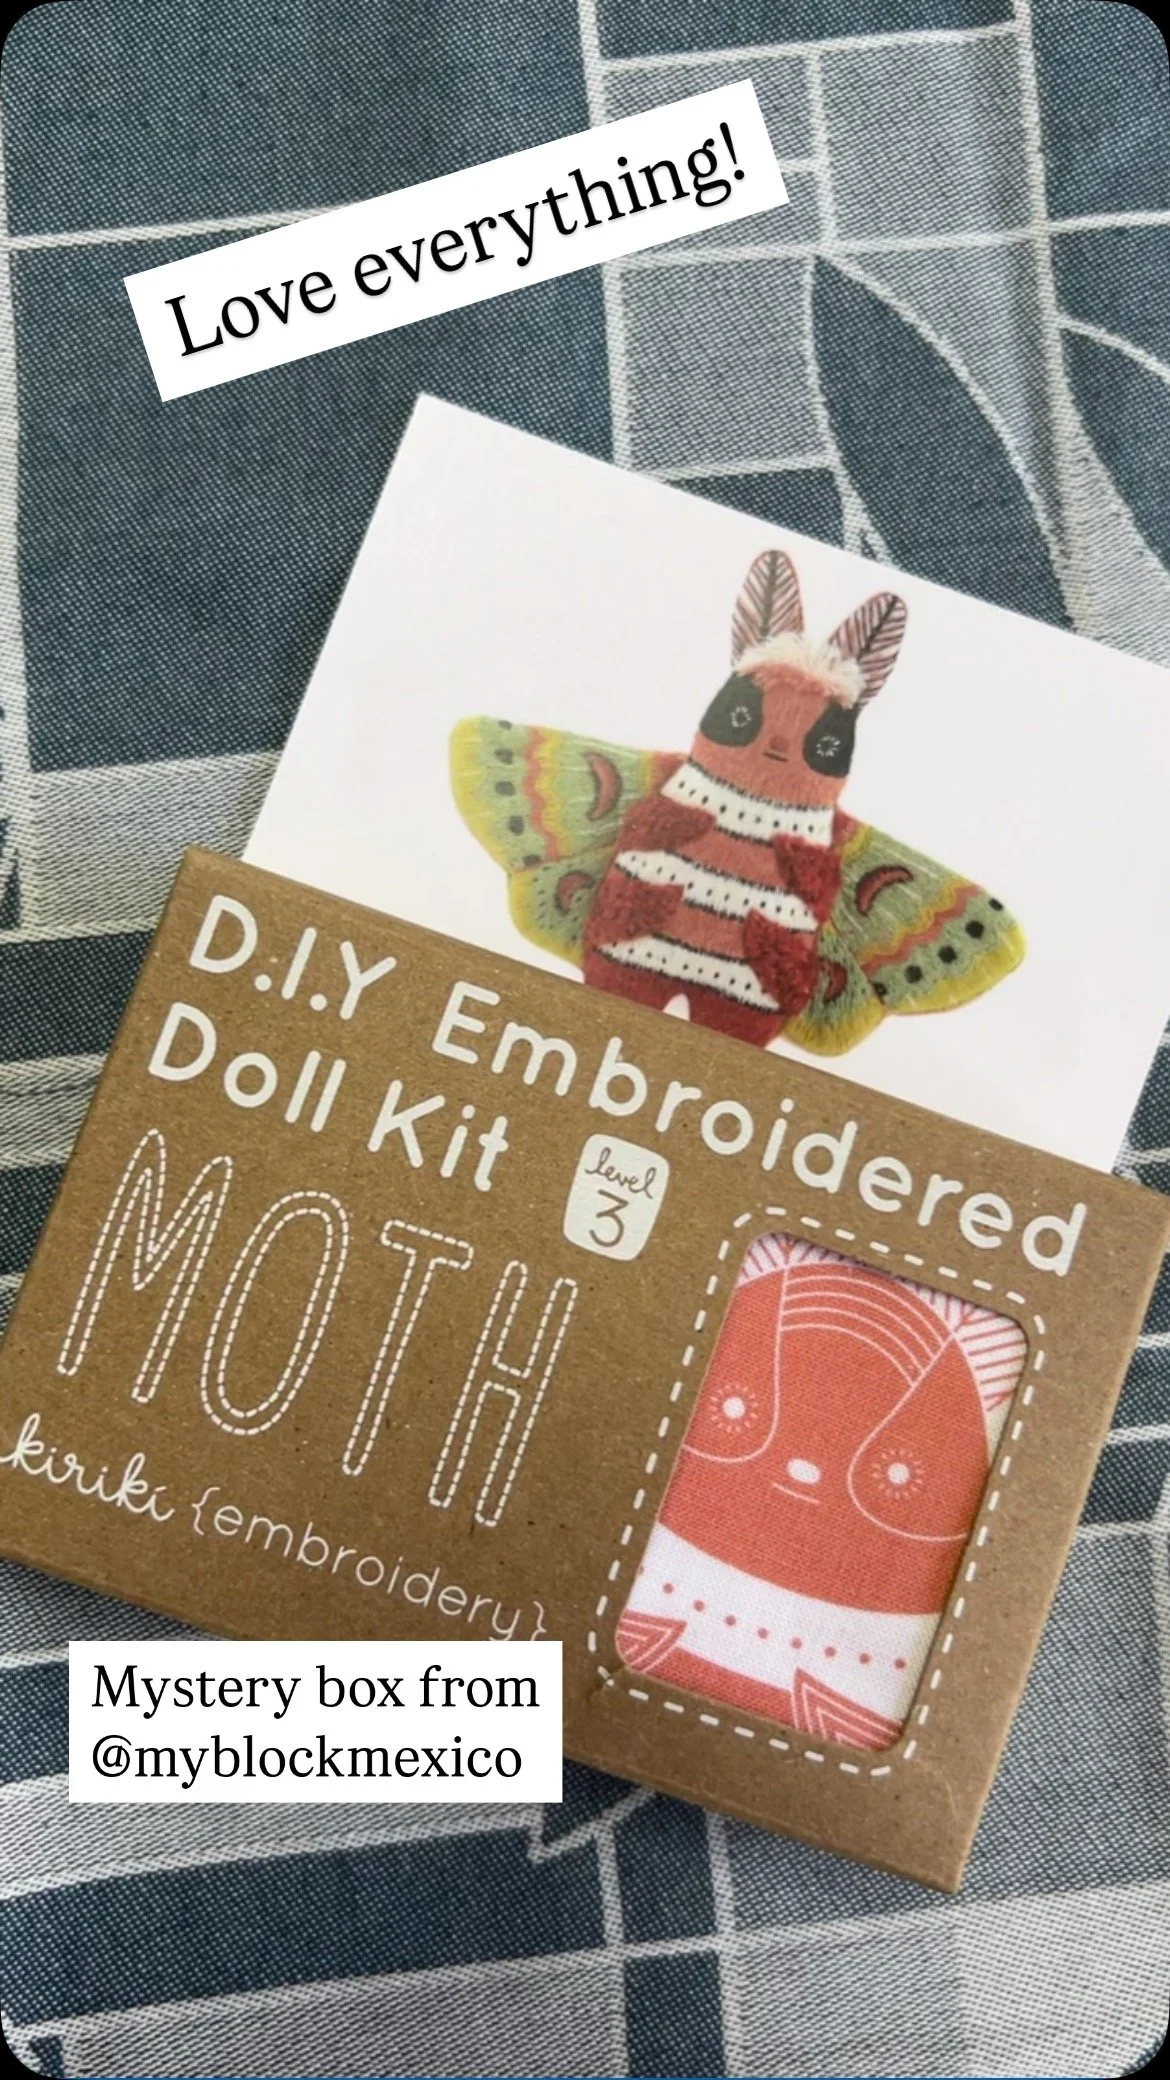 Love everything!
D.I.Y Embroidered
Doll Kit
level
3
MOTH
kiriki {embroidery}
Mystery box from
@myblockmexico